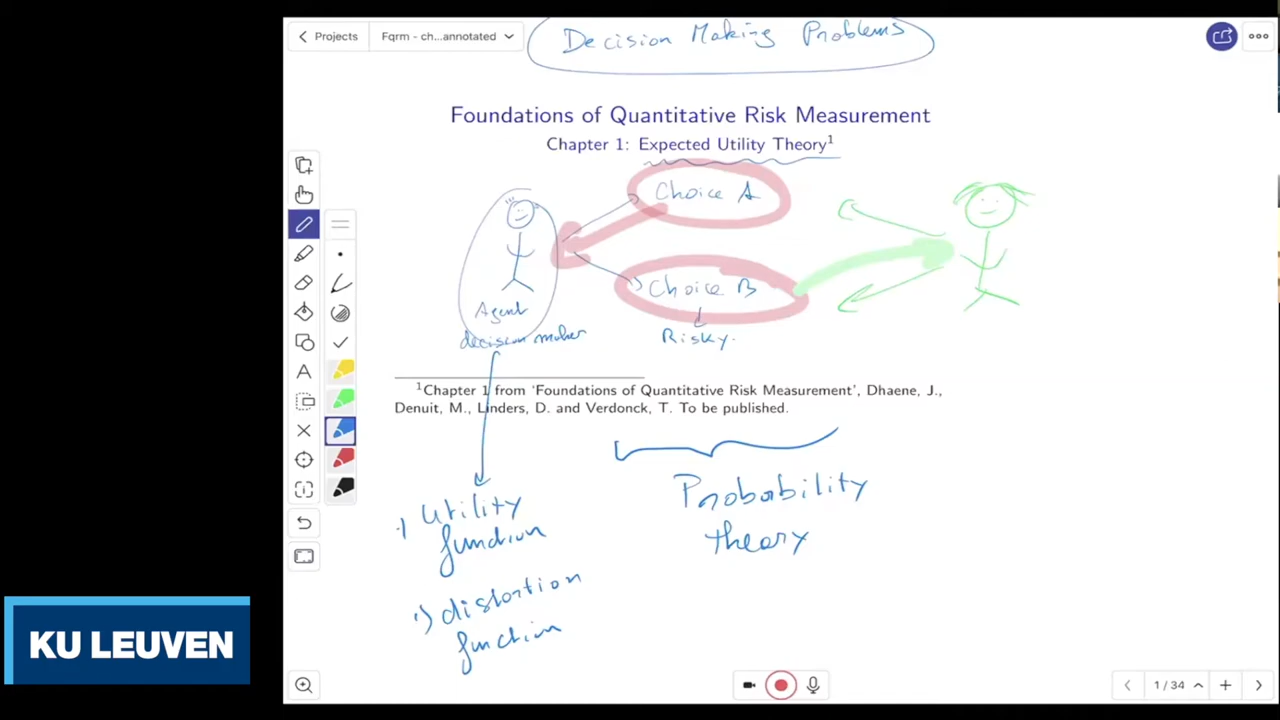 Projects
Fqrm - ch...annotated
Decision Making Problems
Foundations of Quantitative Risk Measurement
Chapter 1: Expected Utility Theory¹
Choice A
Choice B
Agent
decision maker
Risky.
¹Chapter 1 from ‘Foundations of Quantitative Risk Measurement’, Dhaene, J.,
Denuit, M., Linders, D. and Verdonck, T. To be published.
Utility
function
distortion
function
Probability
theory
KU LEUVEN
1 / 34